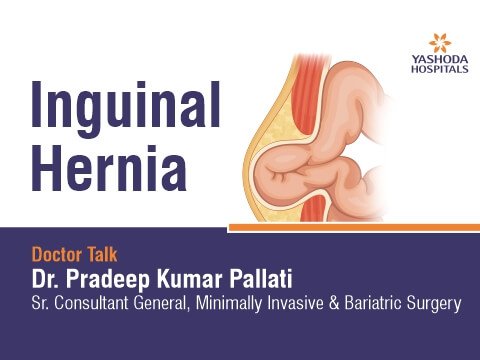 YASHODA
HOSPITALS
Inguinal
Hernia
Doctor Talk
Dr. Pradeep Kumar Pallati
Sr. Consultant General, Minimally Invasive & Bariatric Surgery